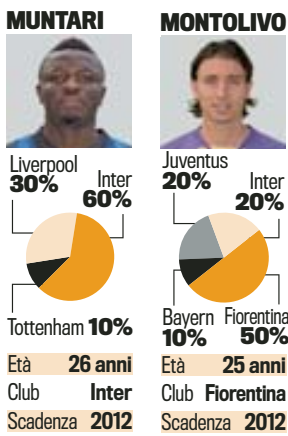 MUNTARI
Liverpool
30%
Inter
60%
Tottenham 10%
Età 26 anni
Club Inter
Scadenza 2012
MONTOLIVO
Juventus
20%
Inter
20%
Bayern
10%
Fiorentina
50%
Età 25 anni
Club Fiorentina
Scadenza 2012